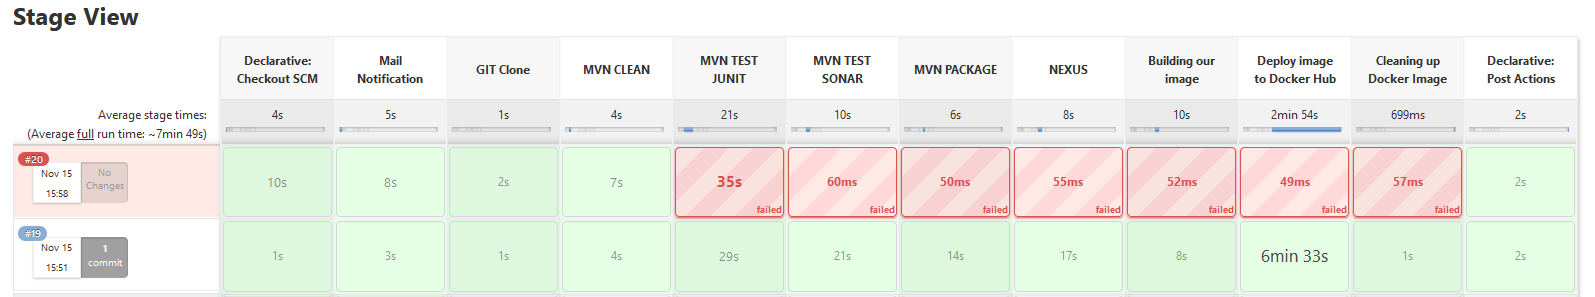 Stage View
Declarative: Checkout SCM	Mail Notification	GIT Clone	MVN CLEAN	MVN TEST JUNIT	MVN TEST SONAR	MVN PACKAGE	NEXUS	Building our image	Deploy image to Docker Hub	Cleaning up Docker Image	Declarative: Post Actions
Average stage times:	4s	5s	1s	4s	21s	10s	6s	8s	10s	2min 54s	699ms	2s
(Average full run time: ~7min 49s)
#20
Nov 15	No
15:58	Changes
10s	8s	2s	7s	35s	60ms	50ms	55ms	52ms	49ms	57ms	2s
failed	failed	failed	failed	failed	failed	failed
#19
Nov 15	1
15:51	commit
1s	3s	1s	4s	29s	21s	14s	17s	8s	6min 33s	1s	2s